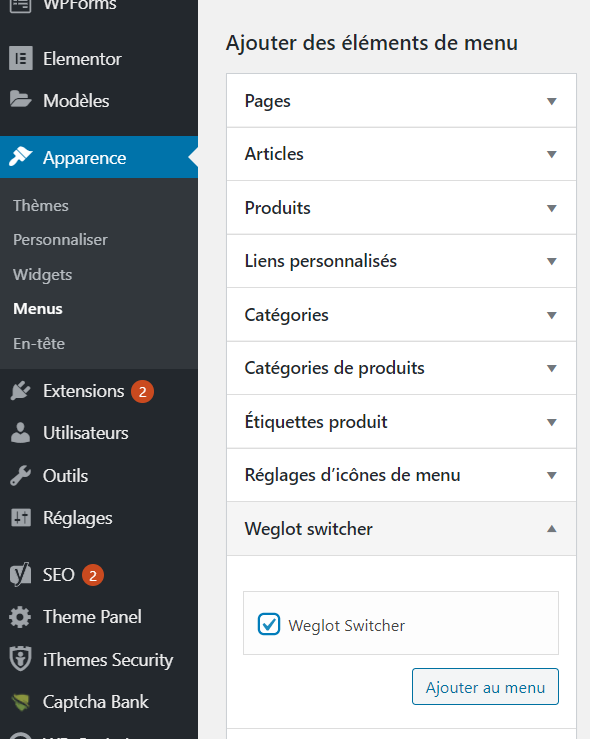 WPForms
Elementor
Modèles
Apparence
Thèmes
Personnaliser
Widgets
Menus
En-tête
Extensions 2
Utilisateurs
Outils
Réglages
SEO 2
Theme Panel
iThemes Security
Captcha Bank
Ajouter des éléments de menu
Pages
Articles
Produits
Liens personnalisés
Catégories
Catégories de produits
Étiquettes produit
Réglages d’icônes de menu
Weglot switcher
Weglot Switcher
Ajouter au menu